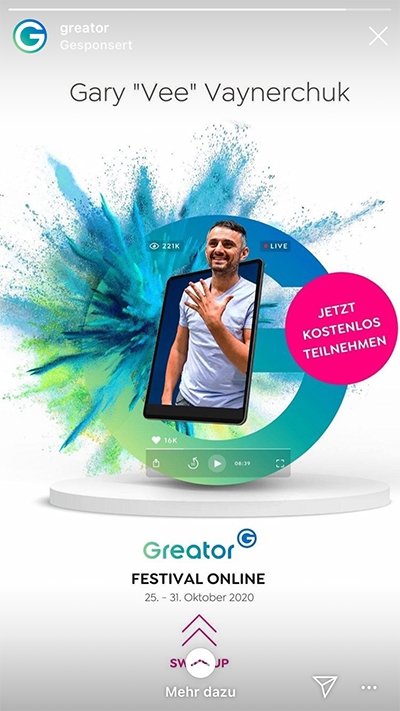 greator
Gesponsert
Gary "Vee" Vaynerchuk
221K
LIVE
JETZT
KOSTENLOS
TEILNEHMEN
16K
08:39
Greator G
FESTIVAL ONLINE
25. – 31. Oktober 2020
Mehr dazu